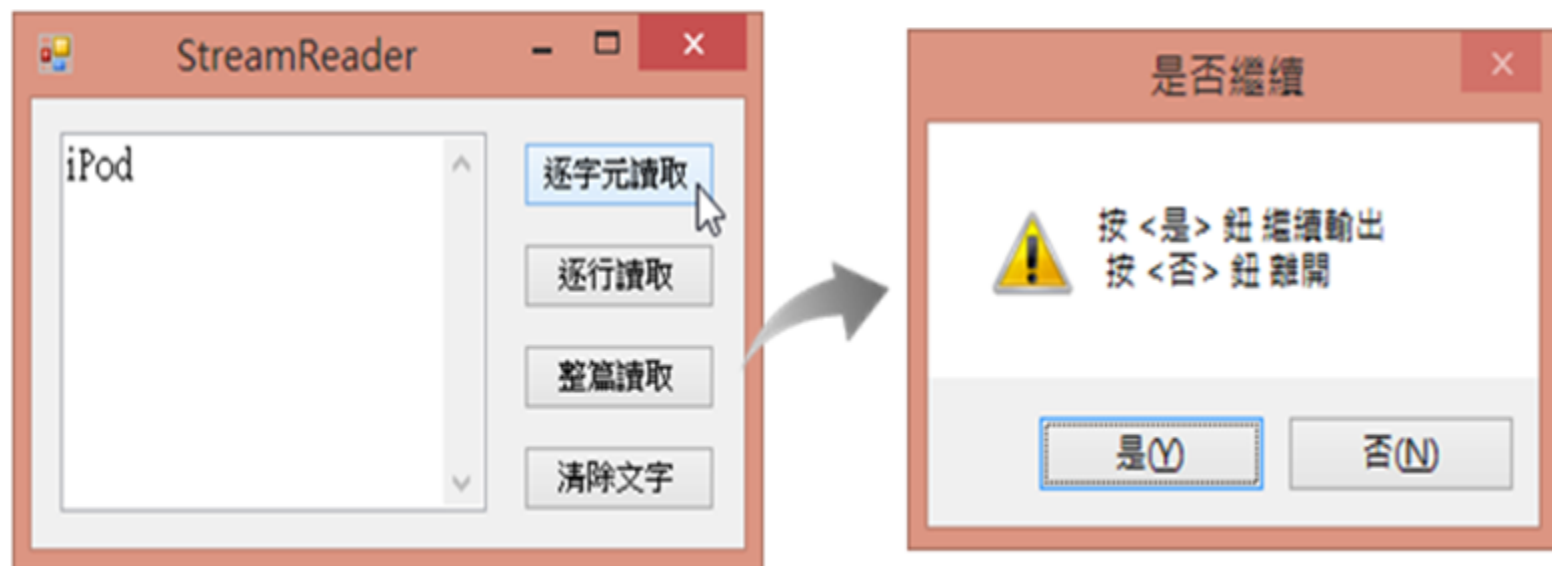 StreamReader
iPod
逐字元讀取
逐行讀取
整篇讀取
清除文字
是否繼續
按 <是> 鈕 繼續輸出
按 <否> 鈕 離開
是(Y)
否(N)